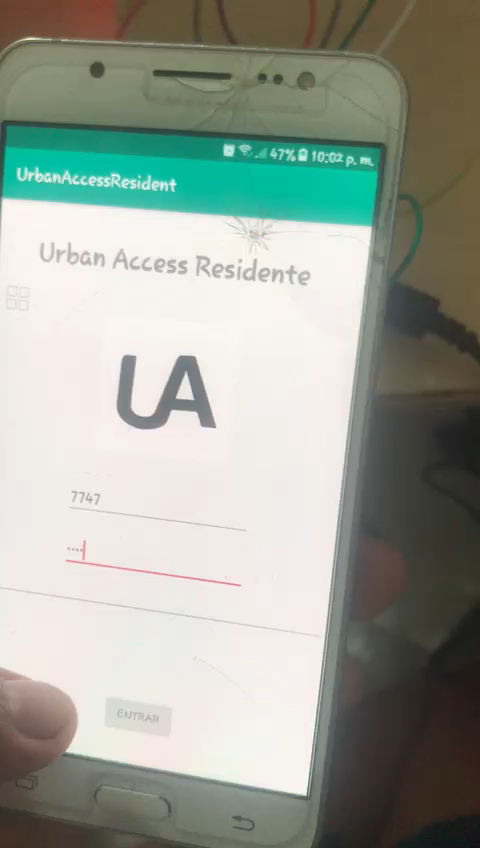 47% 10:02 p. m.
UrbanAccessResident
Urban Access Residente
UA
7747
....
ENTRAR